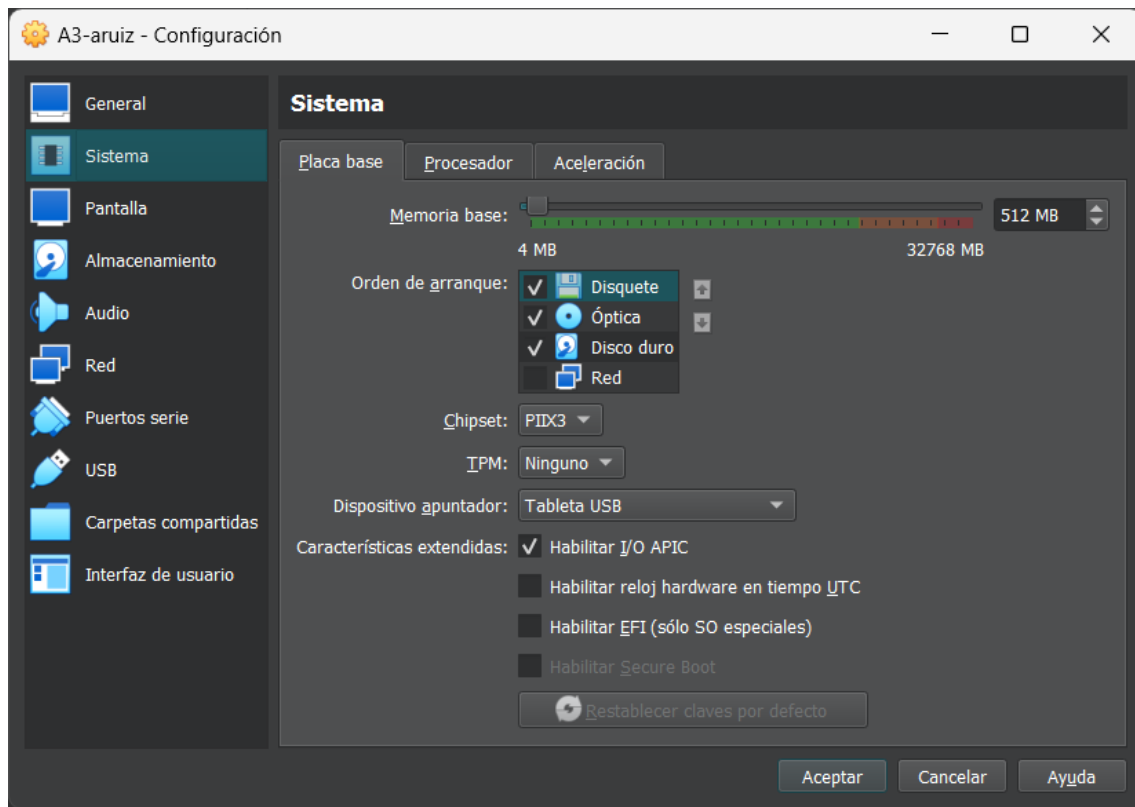 A3-aruiz - Configuración
General
Sistema
Pantalla
Almacenamiento
Audio
Red
Puertos serie
USB
Carpetas compartidas
Interfaz de usuario
Sistema
Placa base Procesador Aceleración
Memoria base: 512 MB
4 MB 32768 MB
Orden de arranque: Disquete
Óptica
Disco duro
Red
Chipset: PIIX3
TPM: Ninguno
Dispositivo apuntador: Tableta USB
Características extendidas: Habilitar I/O APIC
Habilitar reloj hardware en tiempo UTC
Habilitar EFI (sólo SO especiales)
Habilitar Secure Boot
Restablecer claves por defecto
Aceptar Cancelar Ayuda